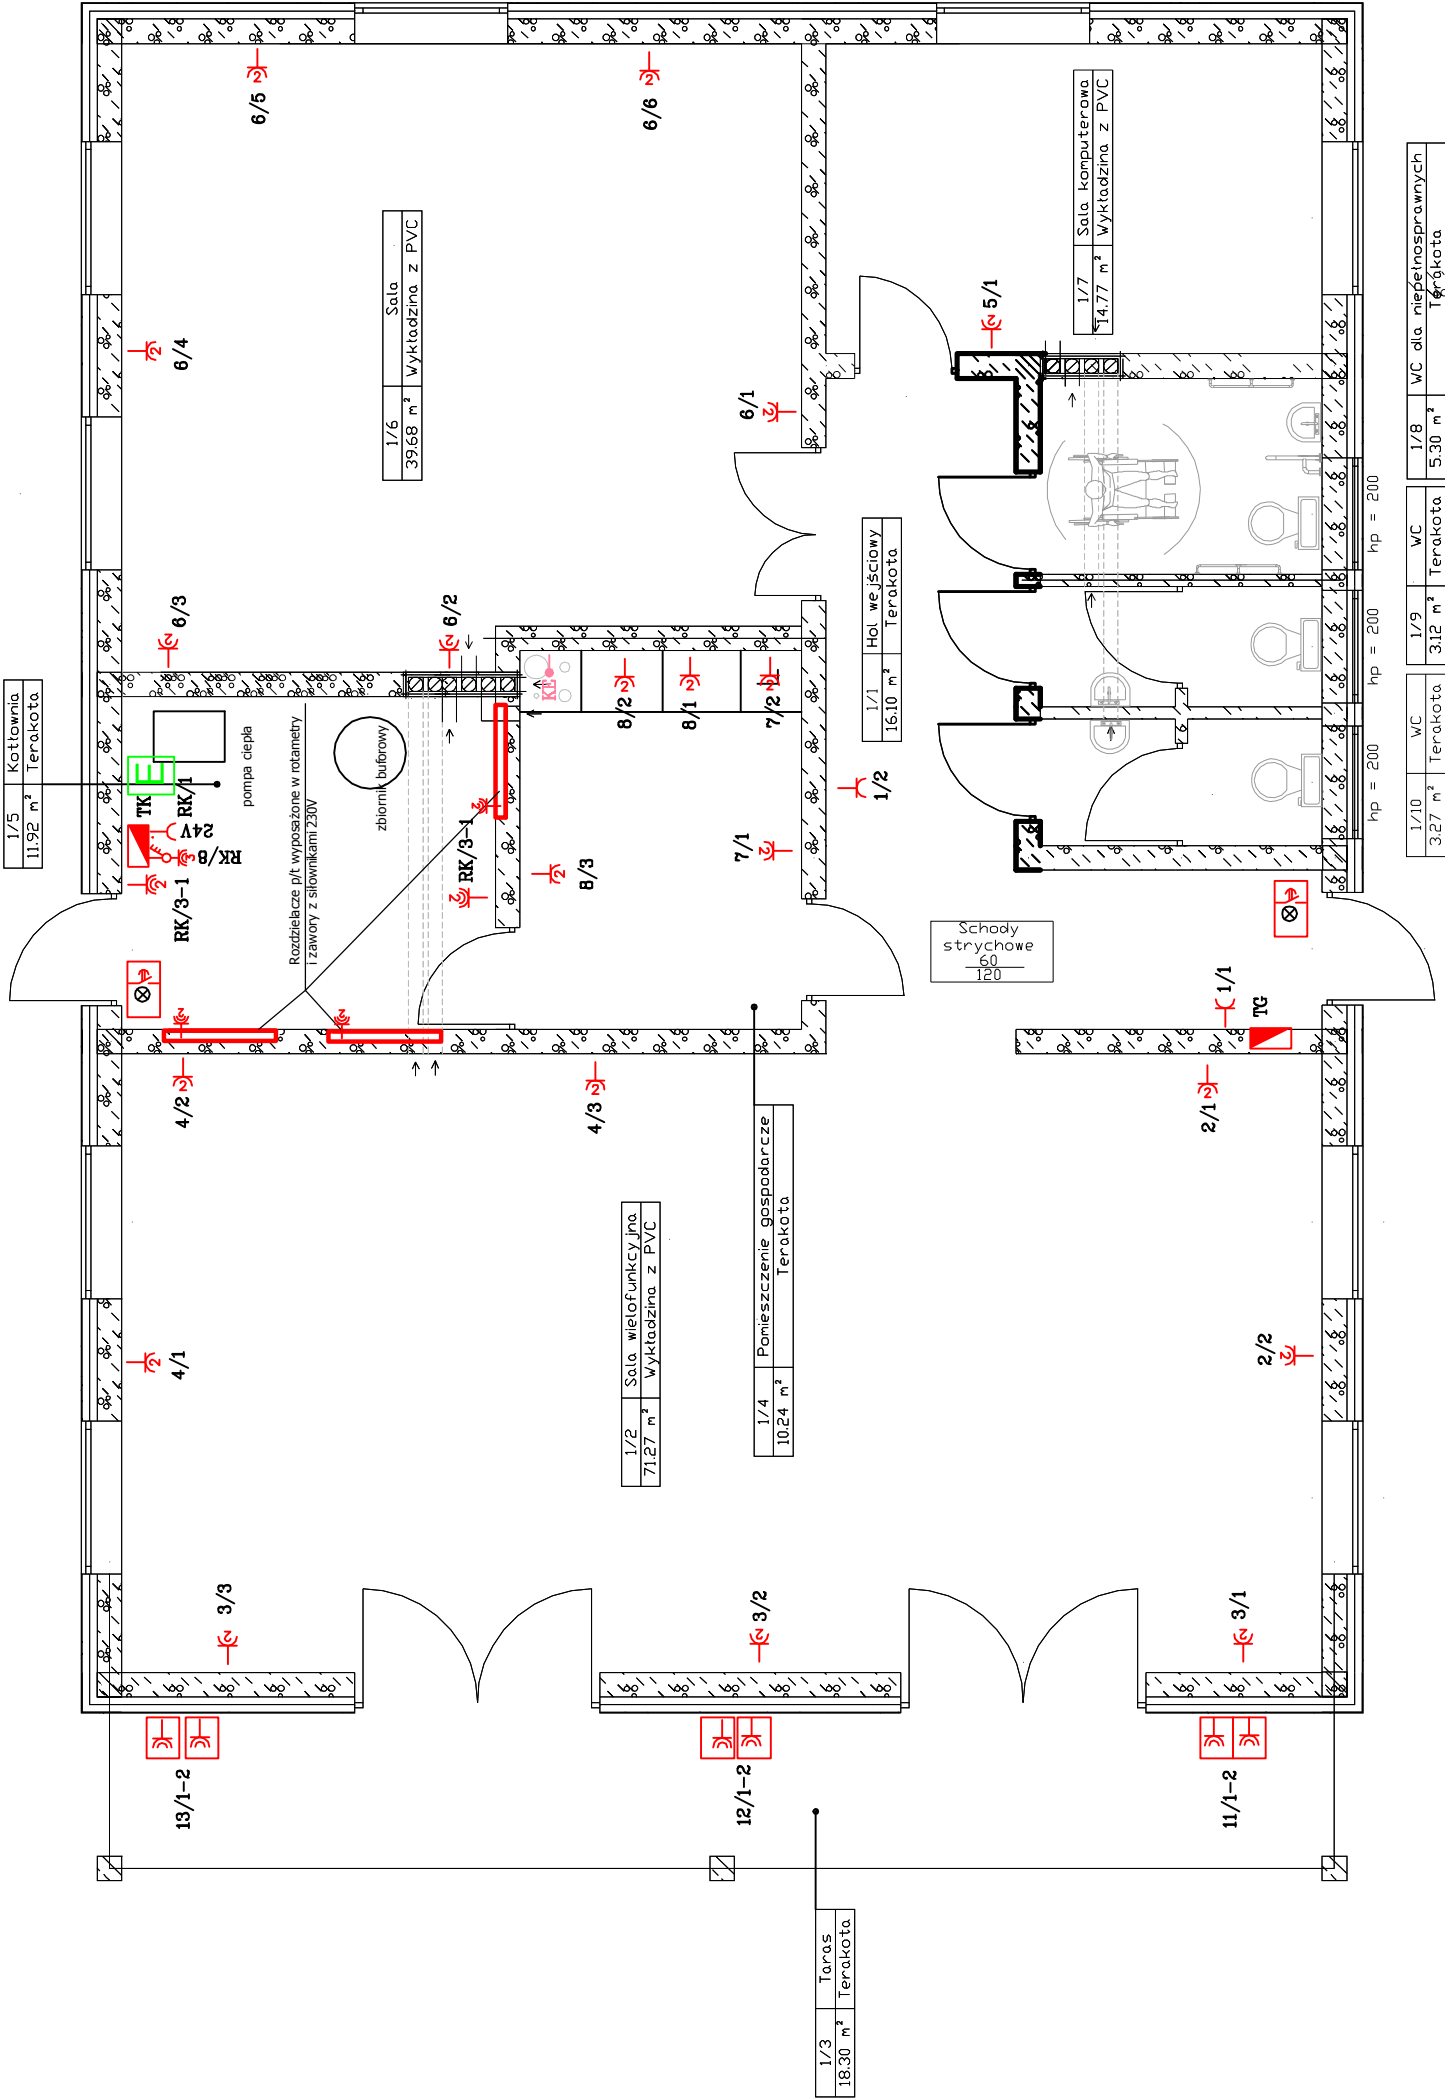 1/5 Kotłownia
11.92 m² Terakota
6/5
6/6
6/4
1/6 Sala
39.68 m² Wykładzina z PVC
6/1
6/3
6/2
1/7 Sala komputerowa
14.77 m² Wykładzina z PVC
5/1
1/8 WC dla niepełnosprawnych
5.30 m² Terakota
1/9 WC
3.12 m² Terakota
1/10 WC
3.27 m² Terakota
hp = 200
hp = 200
hp = 200
1/1 Hol wejściowy
16.10 m² Terakota
KE
8/2
8/1
7/2
1/2
7/1
8/3
E
TK
RK/1
24V
RK/8
RK/3-1
pompa ciepła
Rozdzielacze p/t wyposażone w rotametry
i zawory z siłownikami 230V
zbiornik buforowy
RK/3-1
Schody
strychowe
60
120
1/1
TG
4/2
4/3
2/1
1/4 Pomieszczenie gospodarcze
10.24 m² Terakota
1/2 Sala wielofunkcyjna
71.27 m² Wykładzina z PVC
4/1
2/2
3/3
3/2
3/1
13/1-2
12/1-2
11/1-2
1/3 Taras
18.30 m² Terakota